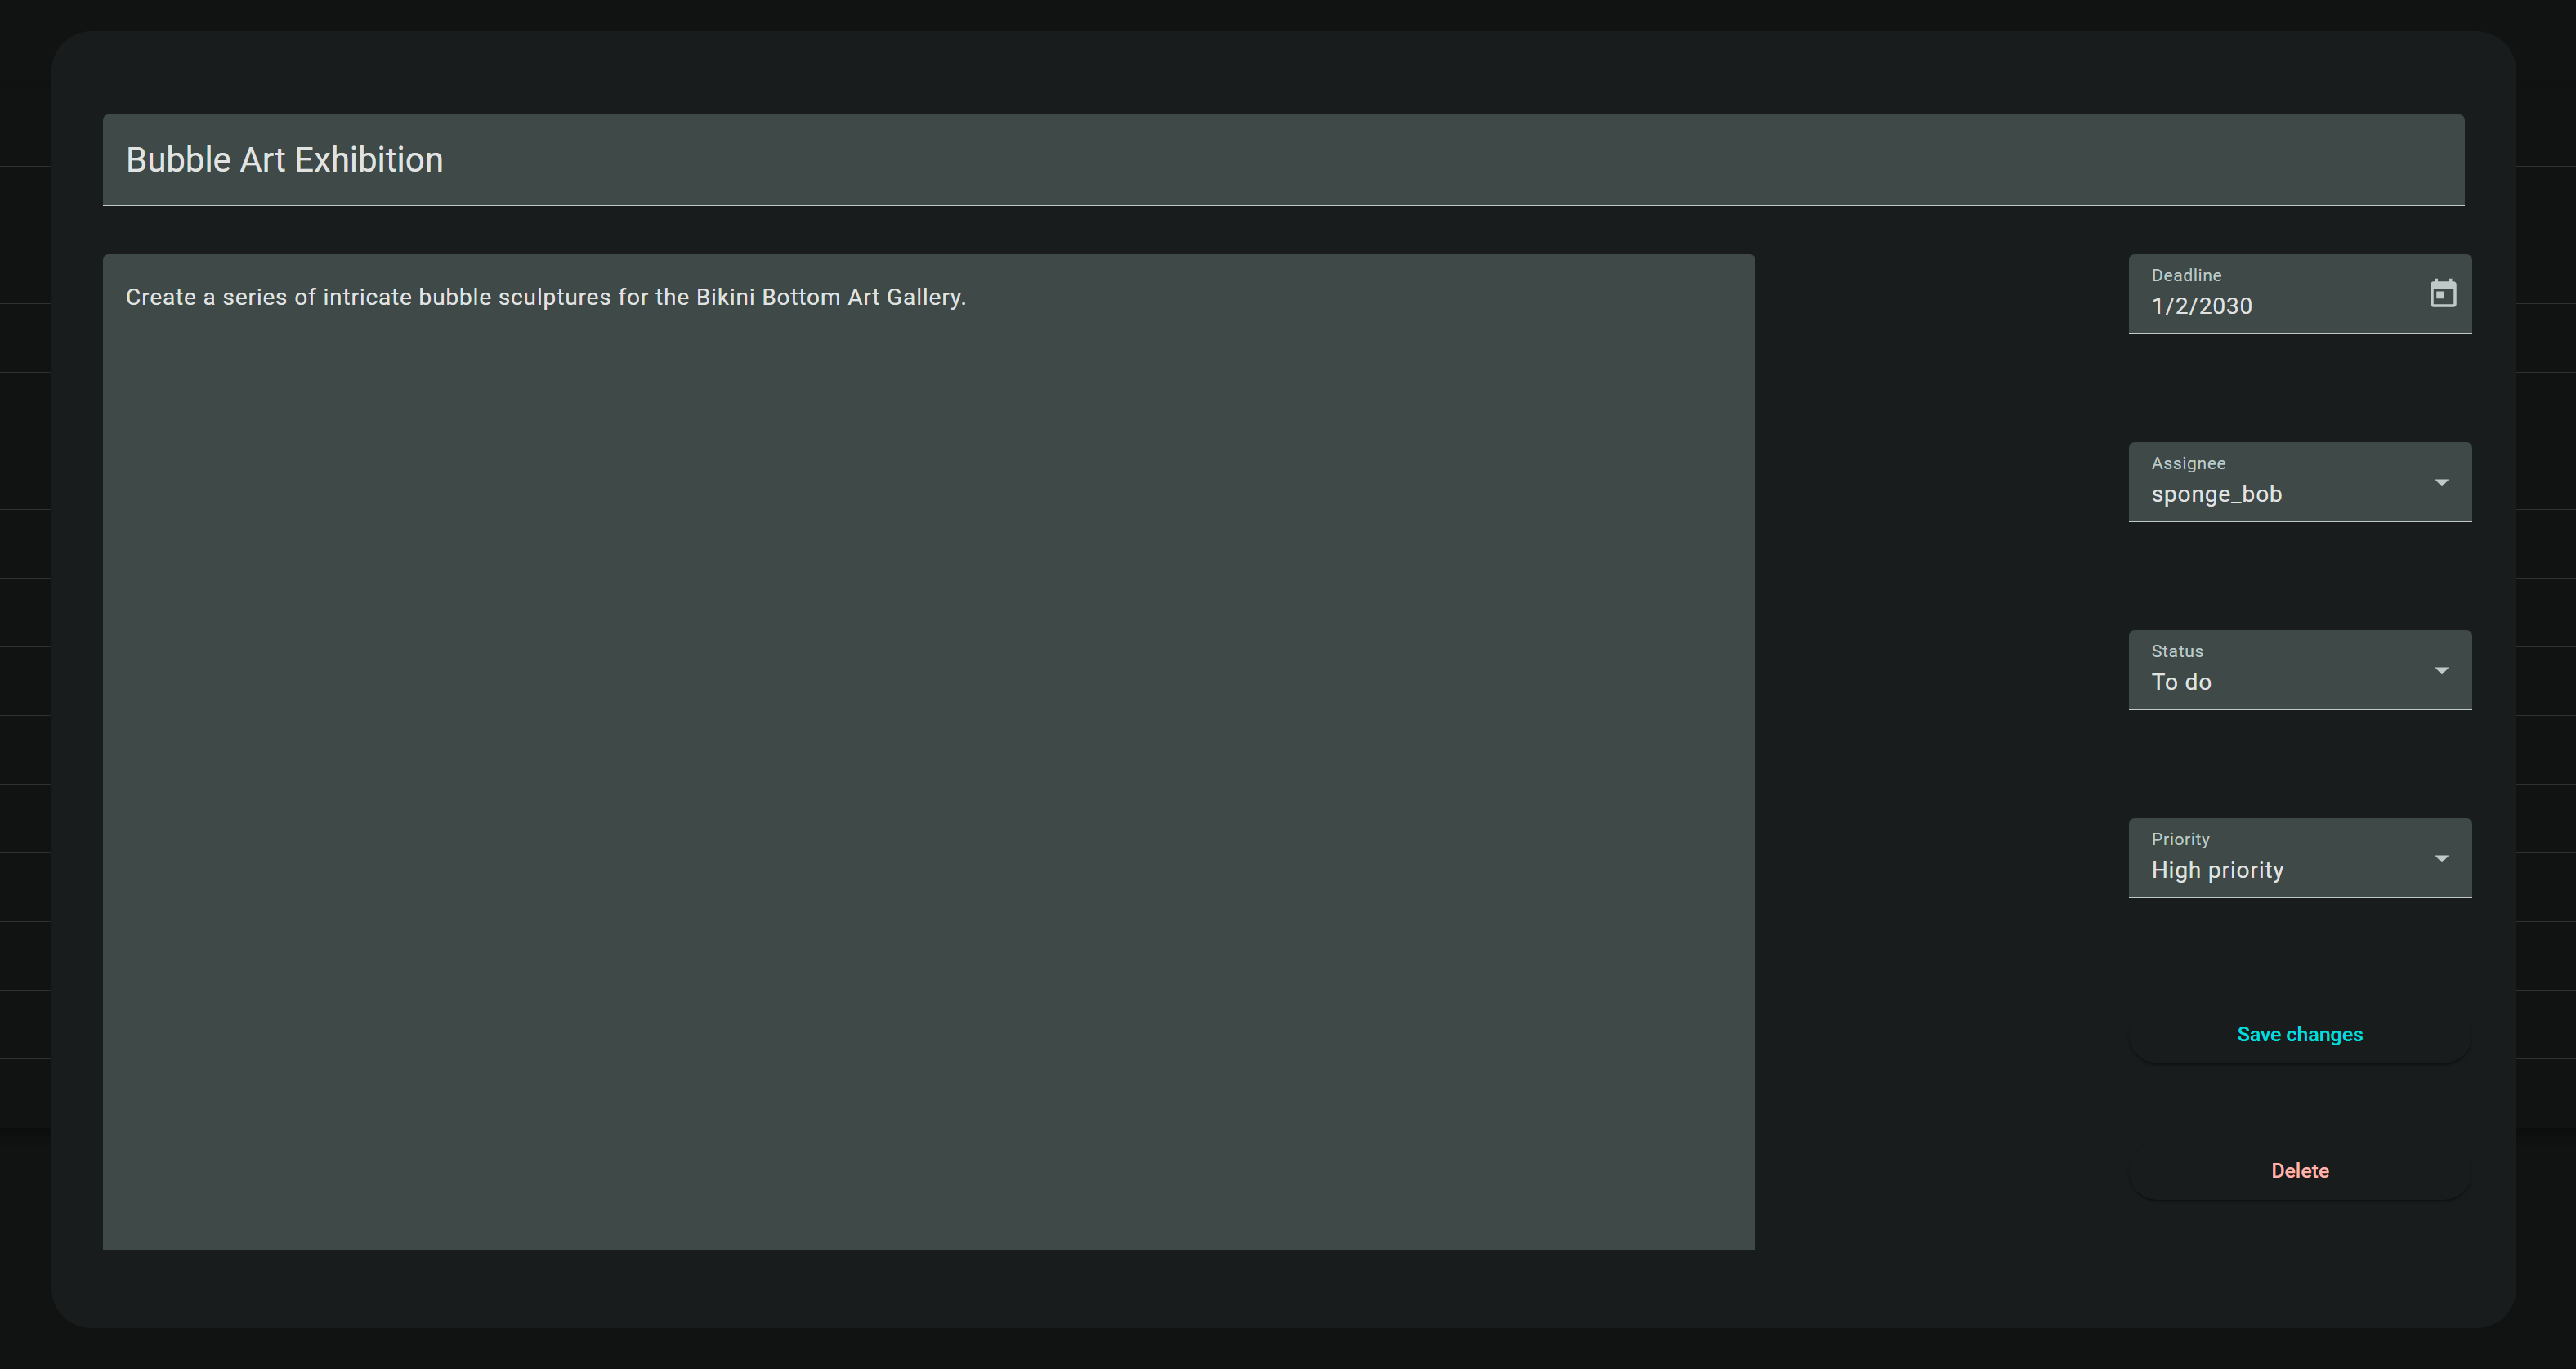 Bubble Art Exhibition
Create a series of intricate bubble sculptures for the Bikini Bottom Art Gallery.
Deadline
1/2/2030
Assignee
sponge_bob
Status
To do
Priority
High priority
Save changes
Delete